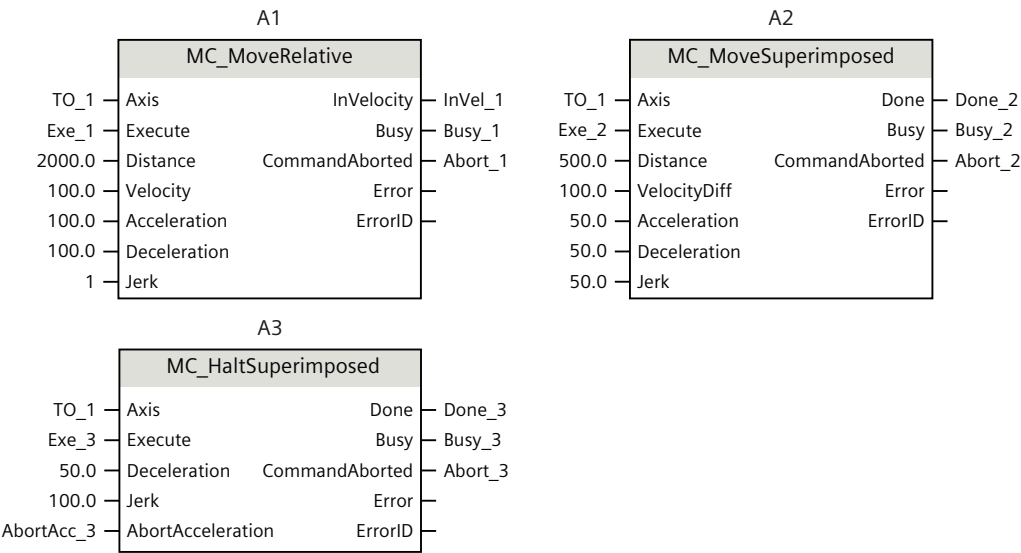 A1
MC_MoveRelative
TO_1 Axis InVelocity InVel_1
Exe_1 Execute Busy Busy_1
2000.0 Distance CommandAborted Abort_1
100.0 Velocity Error
100.0 Acceleration ErrorID
100.0 Deceleration
1 Jerk
A2
MC_MoveSuperimposed
TO_1 Axis Done Done_2
Exe_2 Execute Busy Busy_2
500.0 Distance CommandAborted Abort_2
100.0 VelocityDiff Error
50.0 Acceleration ErrorID
50.0 Deceleration
50.0 Jerk
A3
MC_HaltSuperimposed
TO_1 Axis Done Done_3
Exe_3 Execute Busy Busy_3
50.0 Deceleration CommandAborted Abort_3
100.0 Jerk Error
AbortAcc_3 AbortAcceleration ErrorID